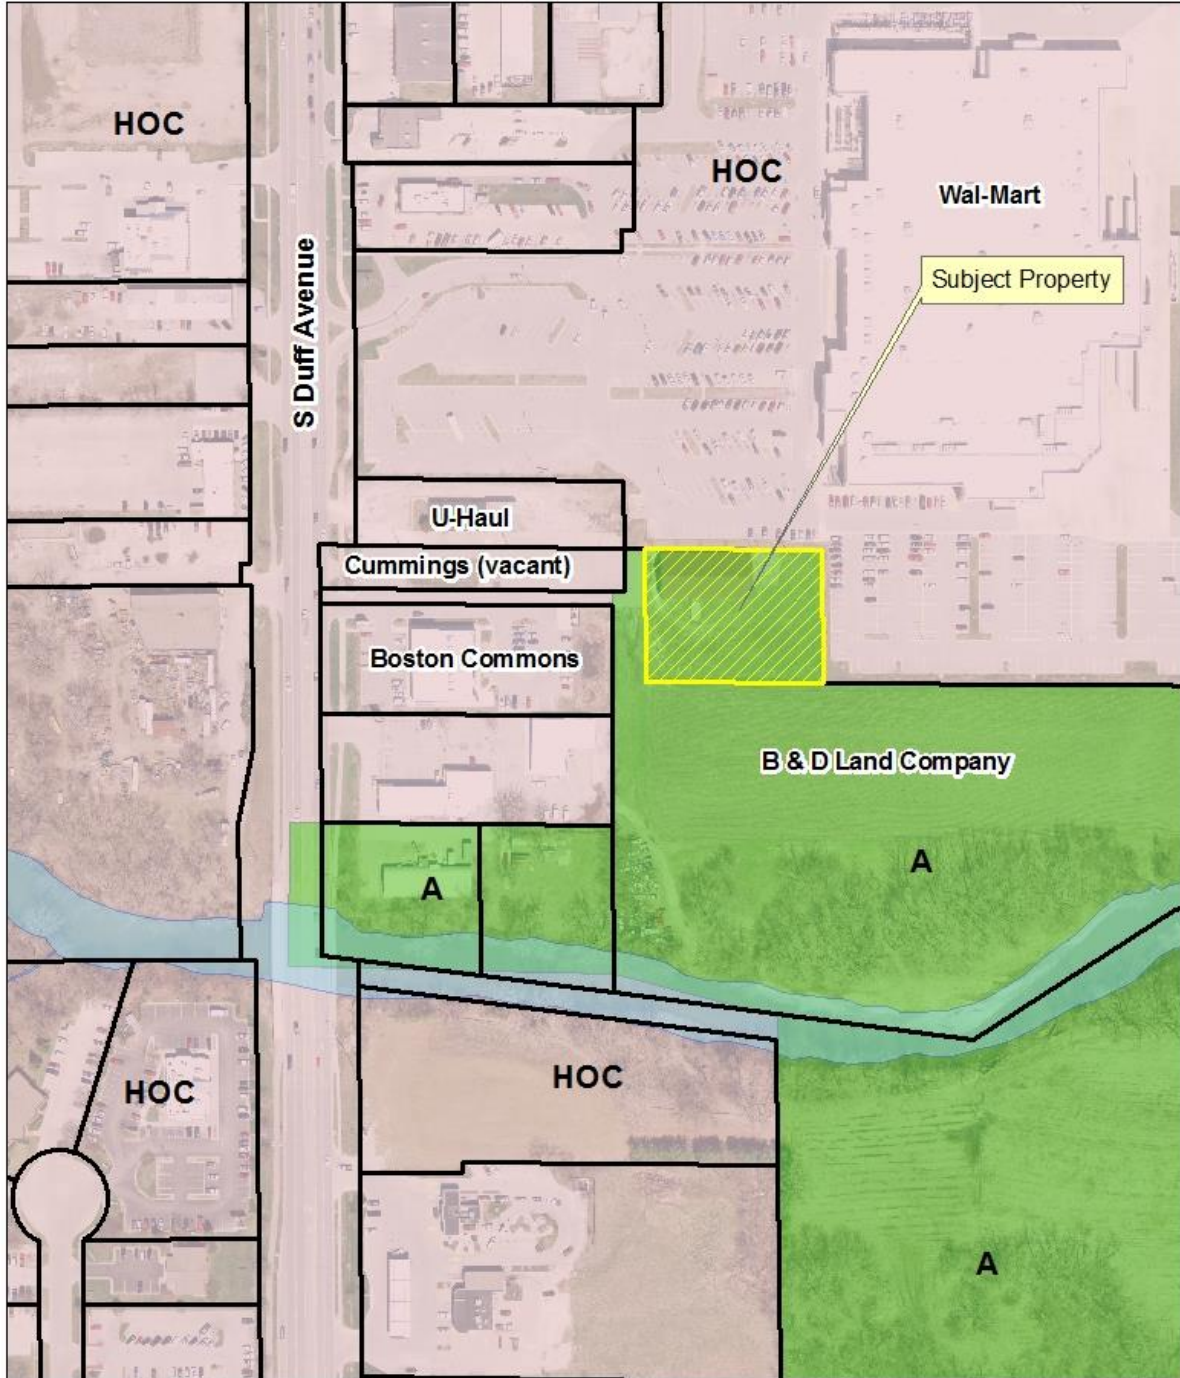 HOC
HOC
Wal-Mart
Subject Property
S Duff Avenue
U-Haul
Cummings (vacant)
Boston Commons
B & D Land Company
A
A
HOC
HOC
A